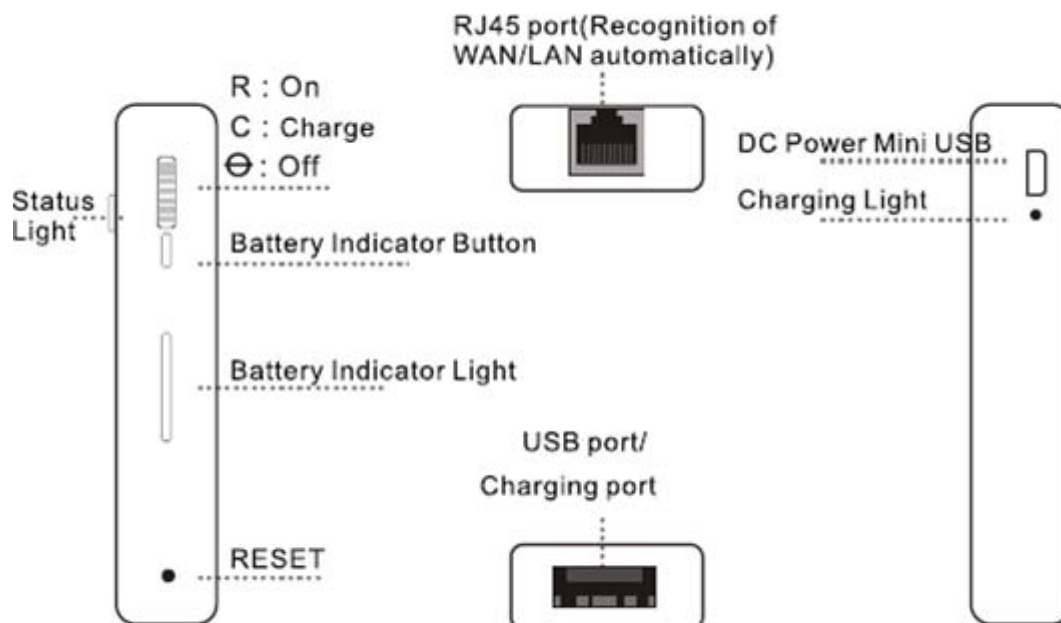 RJ45 port(Recognition of
WAN/LAN automatically)
R : On
C : Charge
⊖ : Off
Status
Light
Battery Indicator Button
Battery Indicator Light
RESET
USB port/
Charging port
DC Power Mini USB
Charging Light